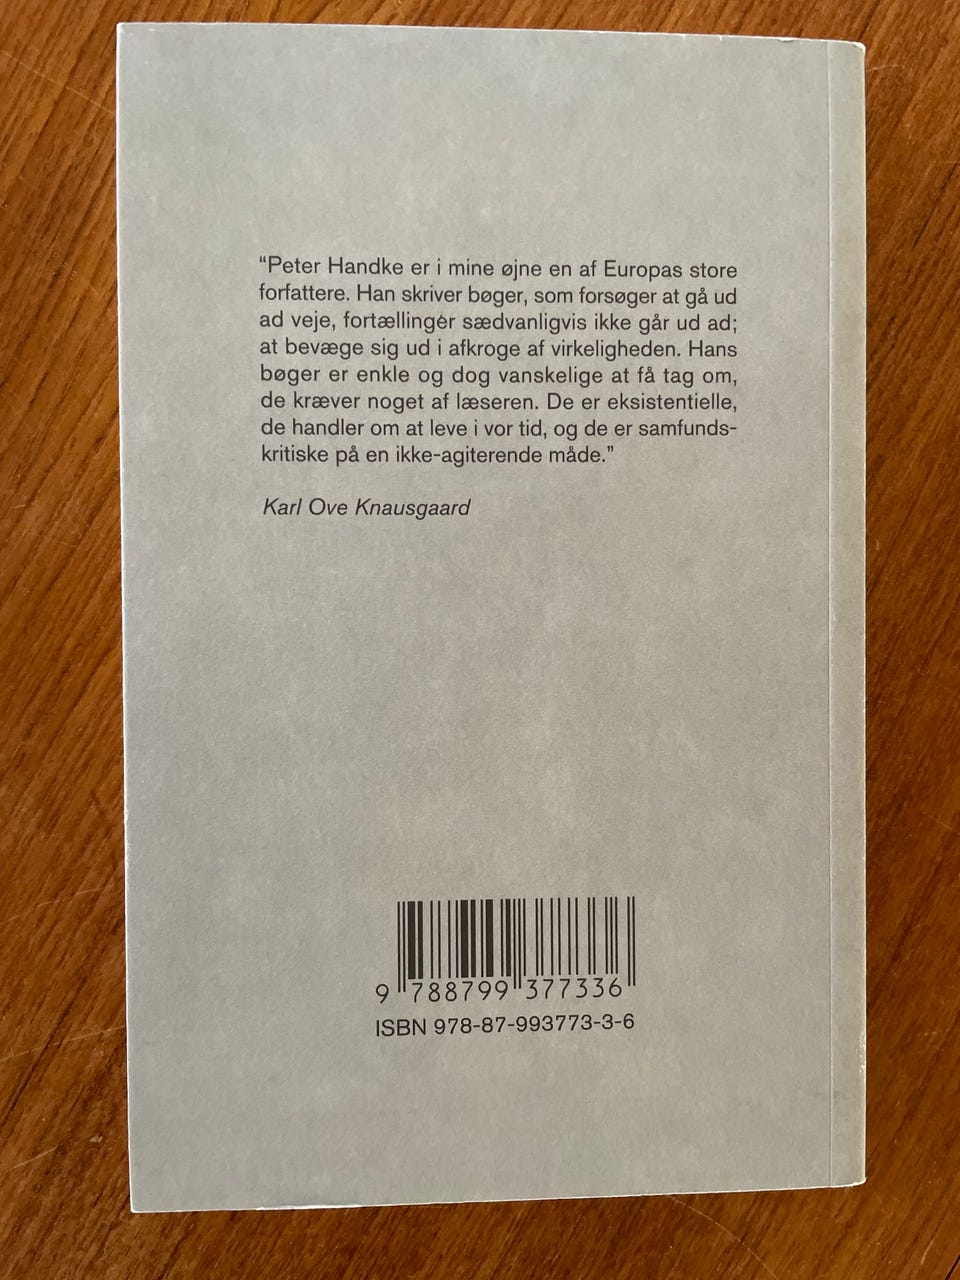 “Peter Handke er i mine øjne en af Europas store
forfattere. Han skriver bøger, som forsøger at gå ud
ad veje, fortællinger sædvanligvis ikke går ud ad;
at bevæge sig ud i afkroge af virkeligheden. Hans
bøger er enkle og dog vanskelige at få tag om,
de kræver noget af læseren. De er eksistentielle,
de handler om at leve i vor tid, og de er samfunds-
kritiske på en ikke-agiterende måde.”
Karl Ove Knausgaard
9 788799 377336
ISBN 978-87-993773-3-6